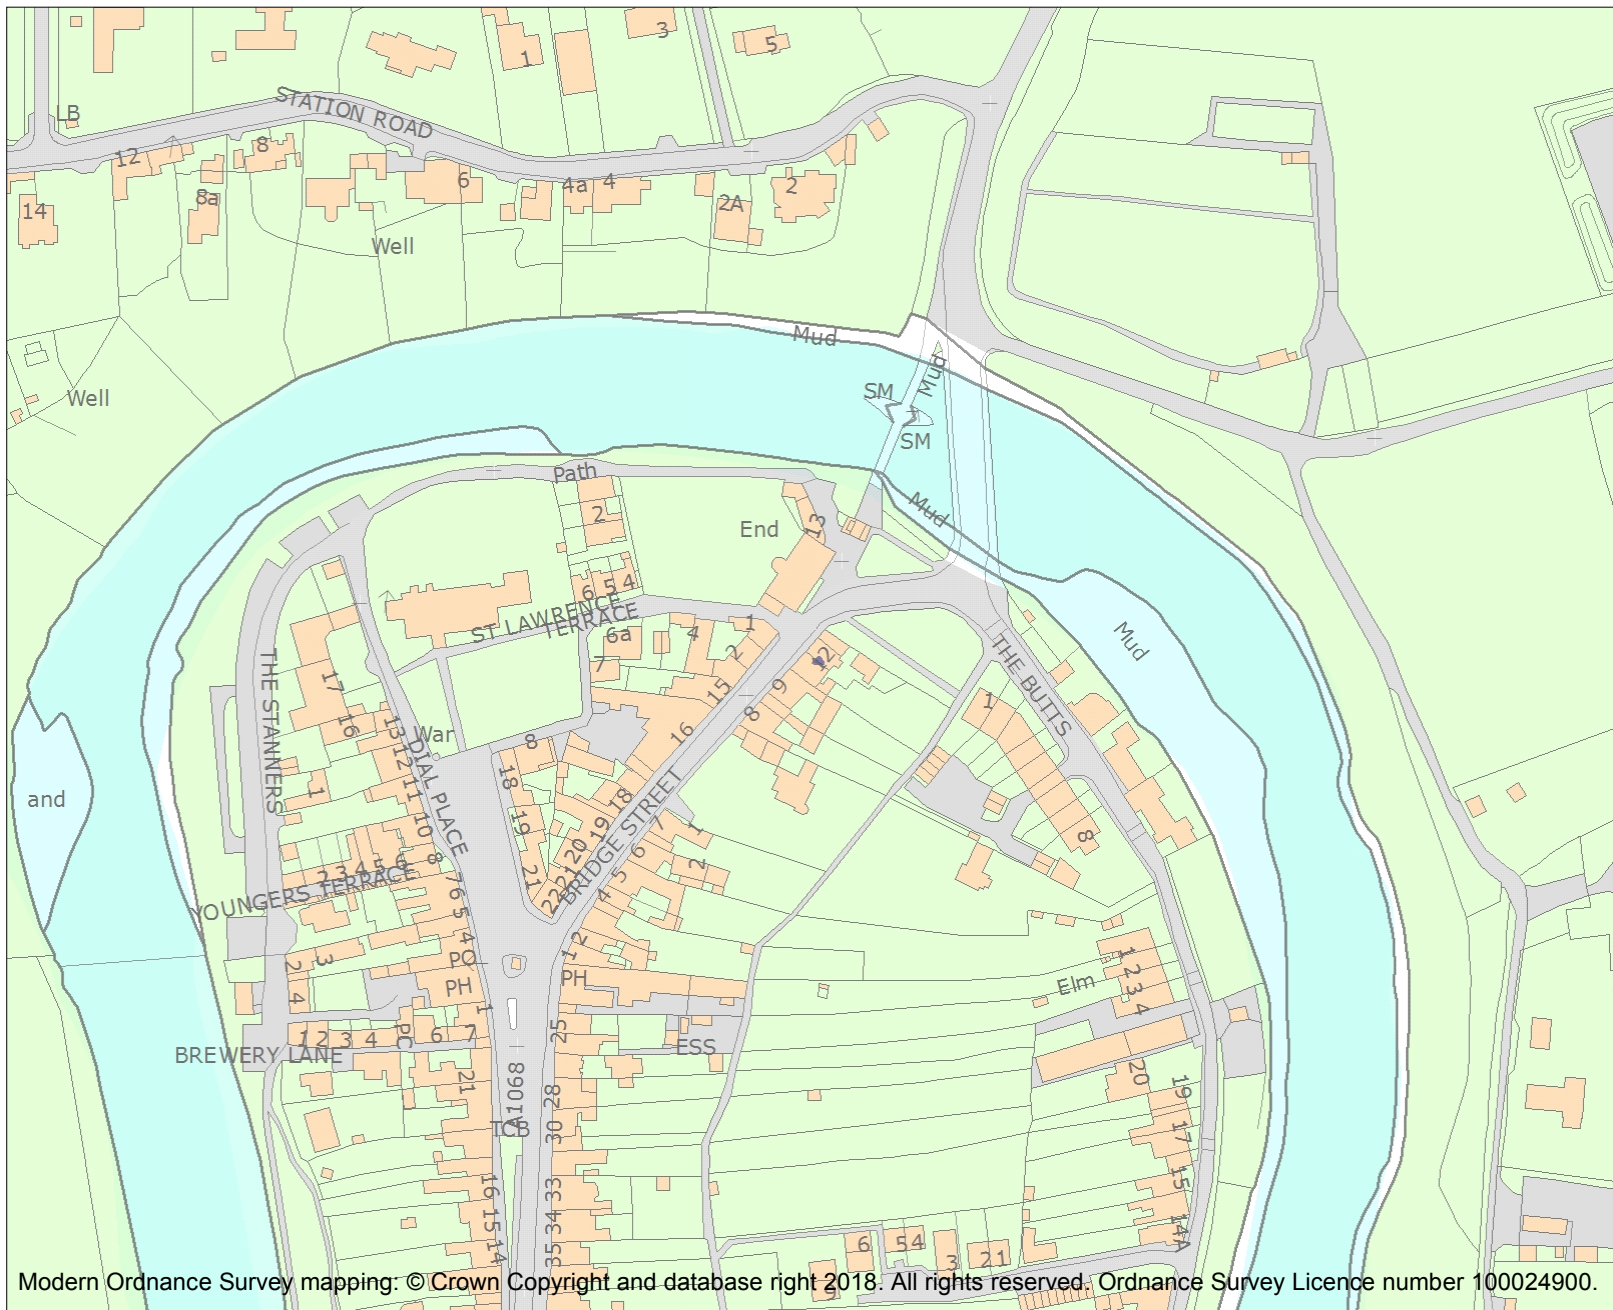 3
1
5
STATION ROAD
LB
12
8
6
4a
4
2
8a
2A
14
Well
Mud
Mud
SM
SM
Well
Path
Mud
2
End
13
6
5
4
ST LAWRENCE
TERRACE
6a
4
1
2
7
12
THE BUTTS
Mud
THE STANNERS
17
16
15
9
8
1
13
War
16
12
DIAL PLACE
8
18
11
1
and
18
10
19
19
BRIDGE STREET
7
1
8
20
6
8
2
3
4
5
6
YOUNGERS TERRACE
21
21
22
5
2
7
6
5
4
4
3
2
PO
PH
1
2
PH
4
1
1
2
3
4
Elm
1
2
3
4
PC
6
7
25
ESS
BREWERY LANE
21
A1068
28
20
19
TCB
30
17
16
33
15
15
34
14
35
14A
6
5
4
3
2
1
Modern Ordnance Survey mapping: © Crown Copyright and database right 2018. All rights reserved. Ordnance Survey Licence number 100024900.